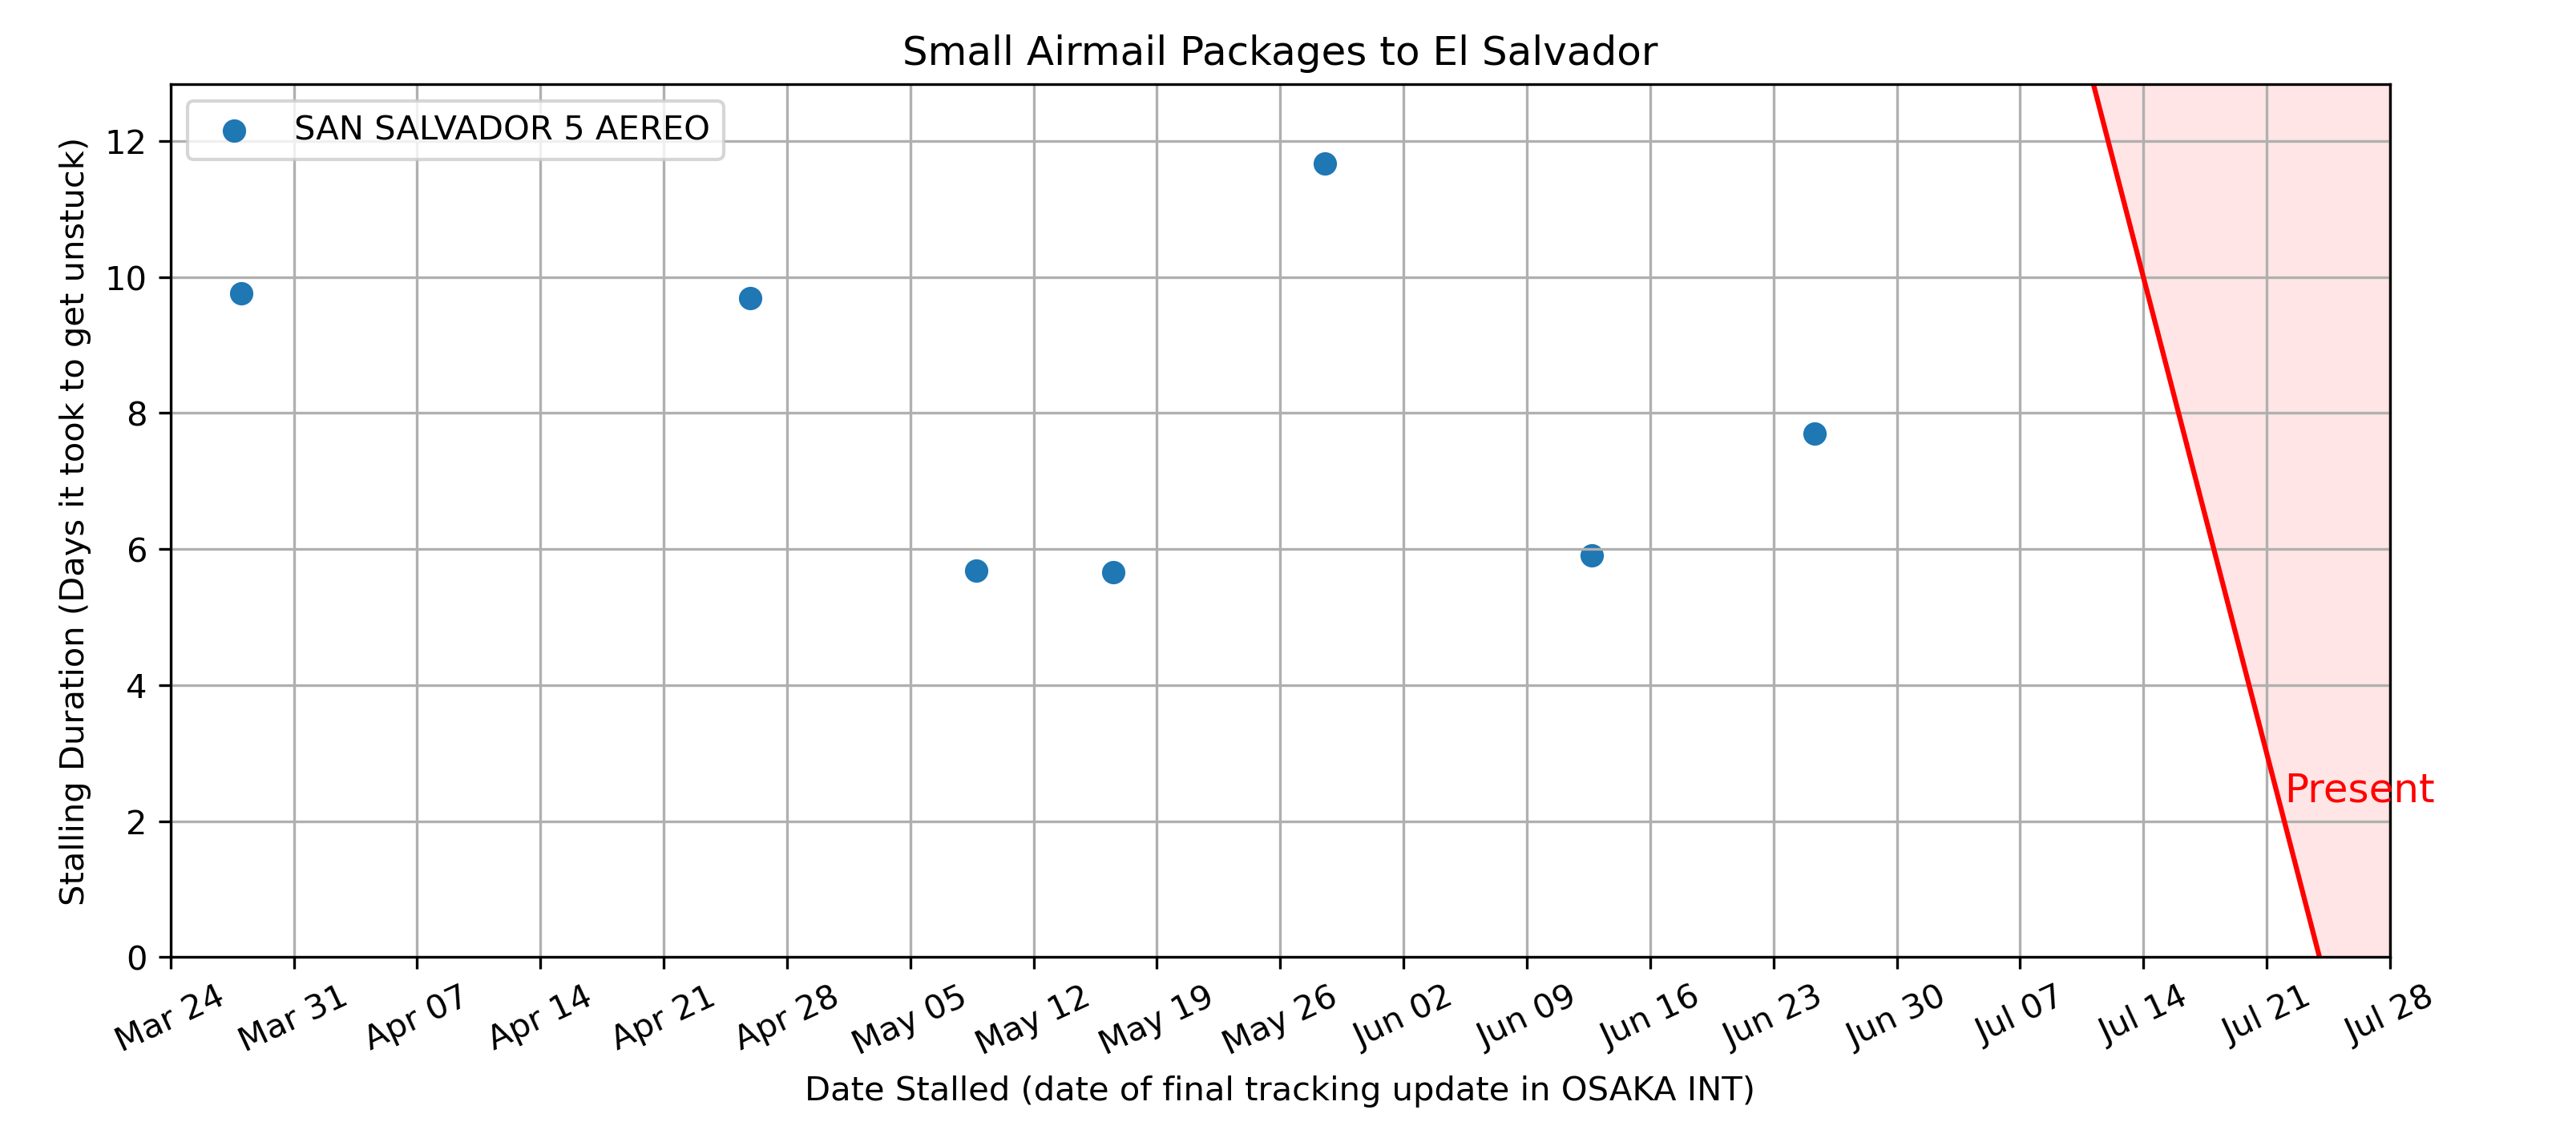 Small Airmail Packages to El Salvador
SAN SALVADOR 5 AEREO
Stalling Duration (Days it took to get unstuck)
12
10
8
6
4
2
0
Present
Mar 24
Mar 31
Apr 07
Apr 14
Apr 21
Apr 28
May 05
May 12
May 19
May 26
Jun 02
Jun 09
Jun 16
Jun 23
Jun 30
Jul 07
Jul 14
Jul 21
Jul 28
Date Stalled (date of final tracking update in OSAKA INT)